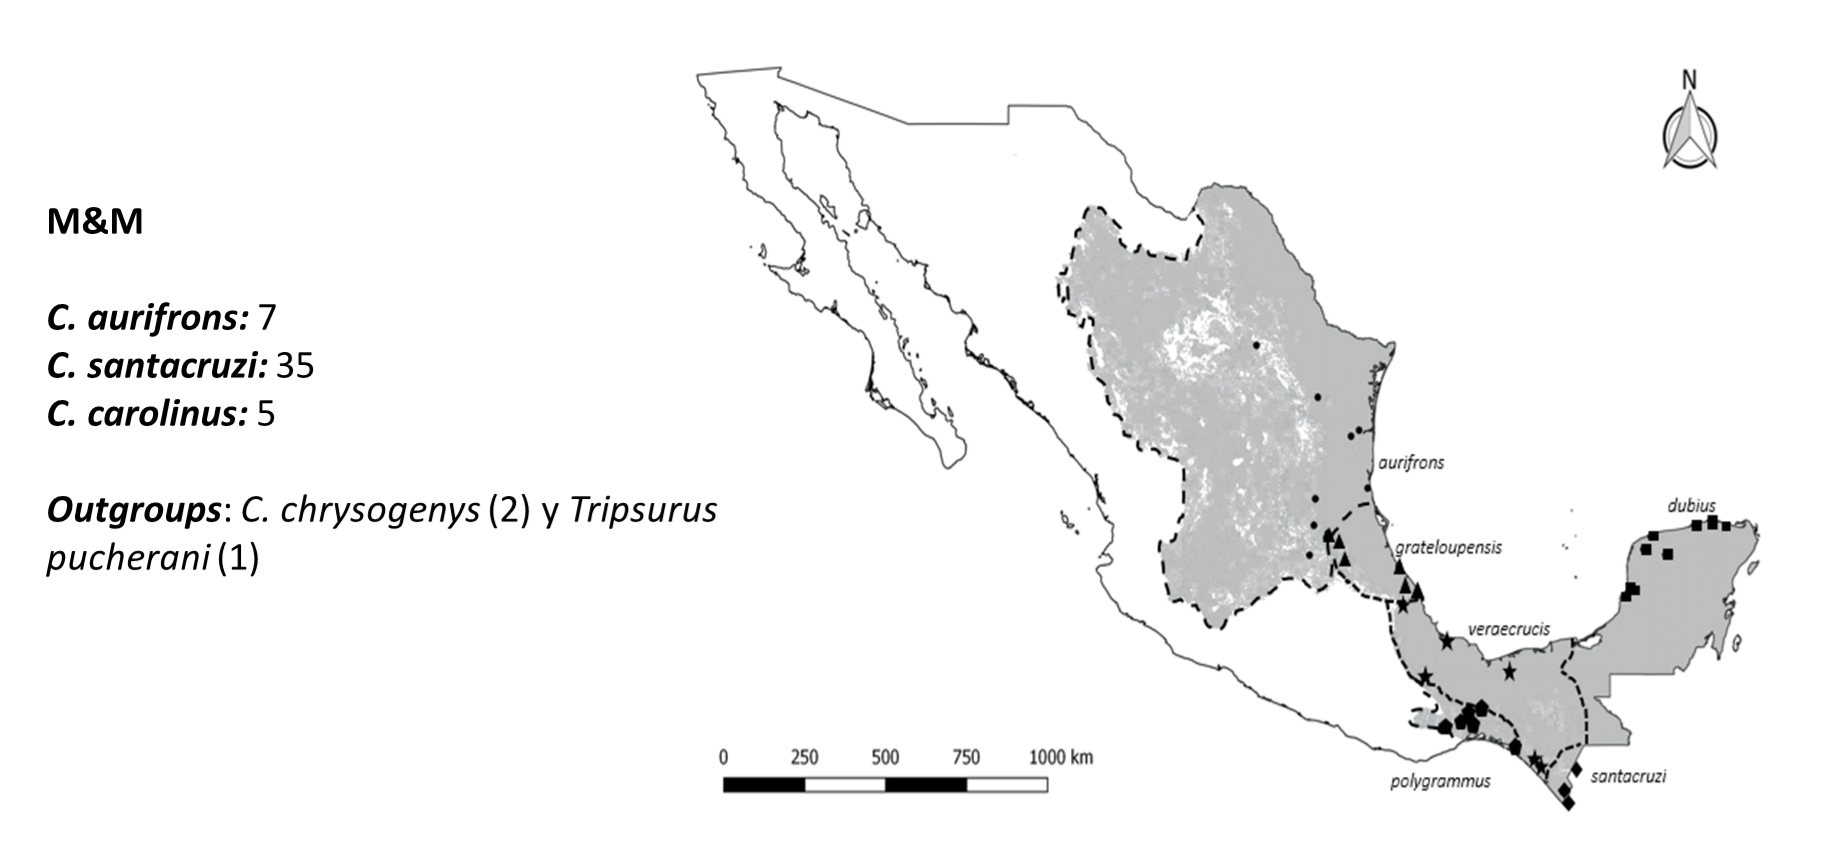 M&M
C. aurifrons: 7
C. santacruzi: 35
C. carolinus: 5
Outgroups: C. chrysogenys (2) y Tripsurus
pucherani (1)
N
aurifrons
dubius
grateloupensis
veraecrucis
santacruzi
polygrammus
0 250 500 750 1000 km